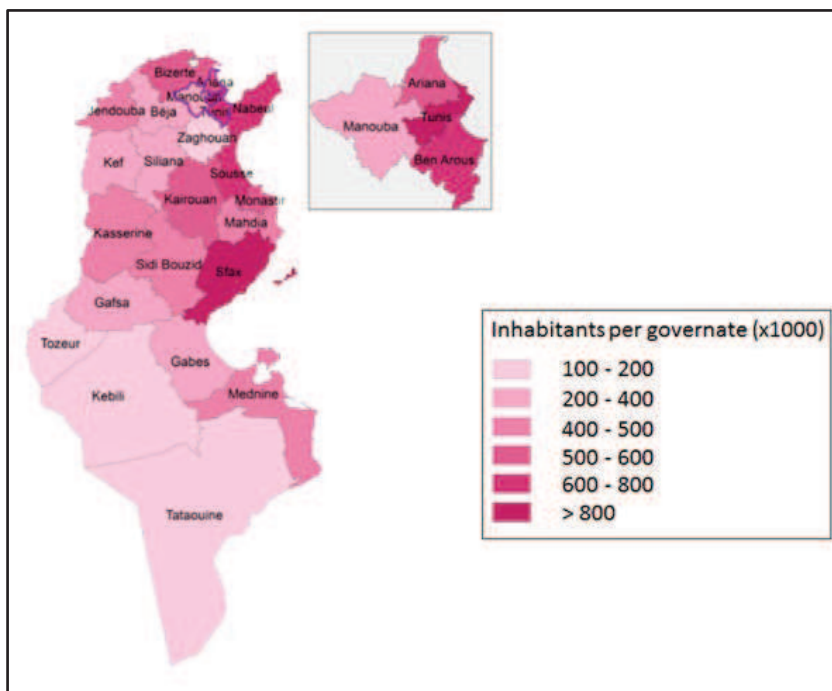 Bizerte
Ariana
Manouba
Tunis
Nabeul
Jendouba
Béja
Zaghouan
Kef
Siliana
Sousse
Kairouan
Monastir
Mahdia
Kasserine
Sidi Bouzid
Sfax
Gafsa
Tozeur
Gabes
Kebili
Mednine
Tataouine
Ariana
Manouba
Tunis
Ben Arous
Inhabitants per governate (x1000)
100 - 200
200 - 400
400 - 500
500 - 600
600 - 800
> 800